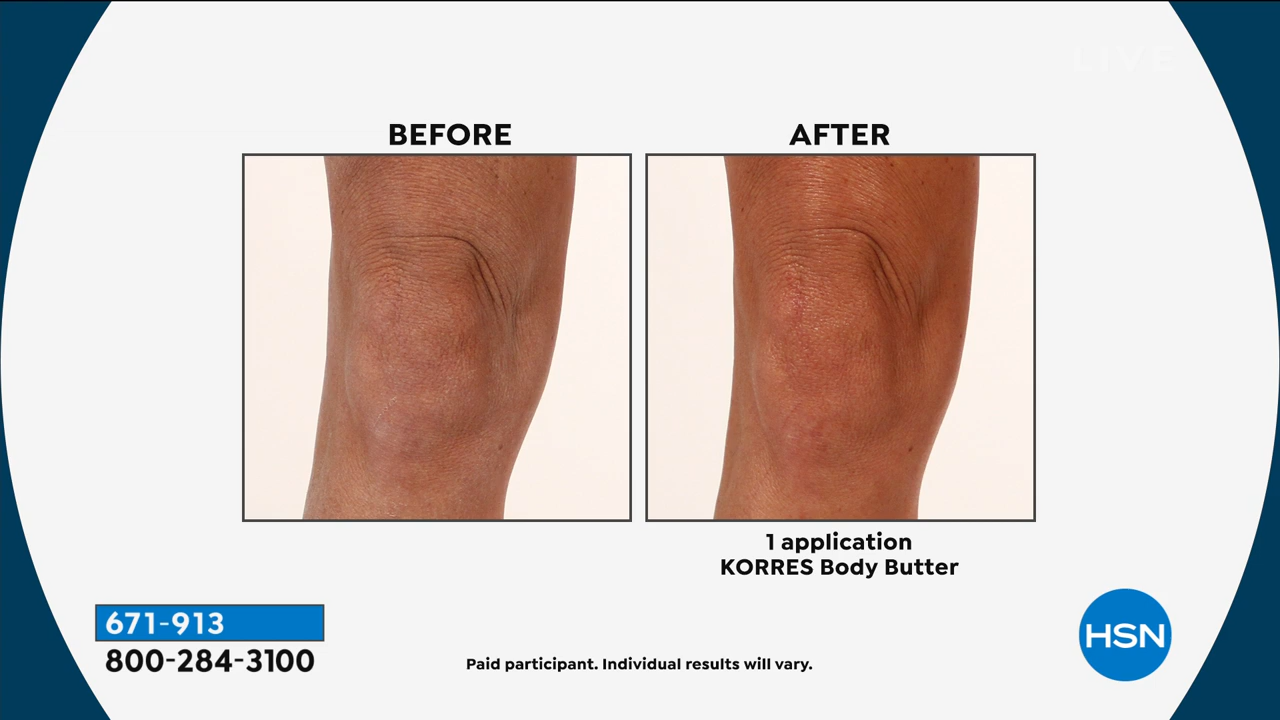 LIVE
BEFORE
AFTER
1 application
KORRES Body Butter
671-913
800-284-3100
Paid participant. Individual results will vary.
HSN